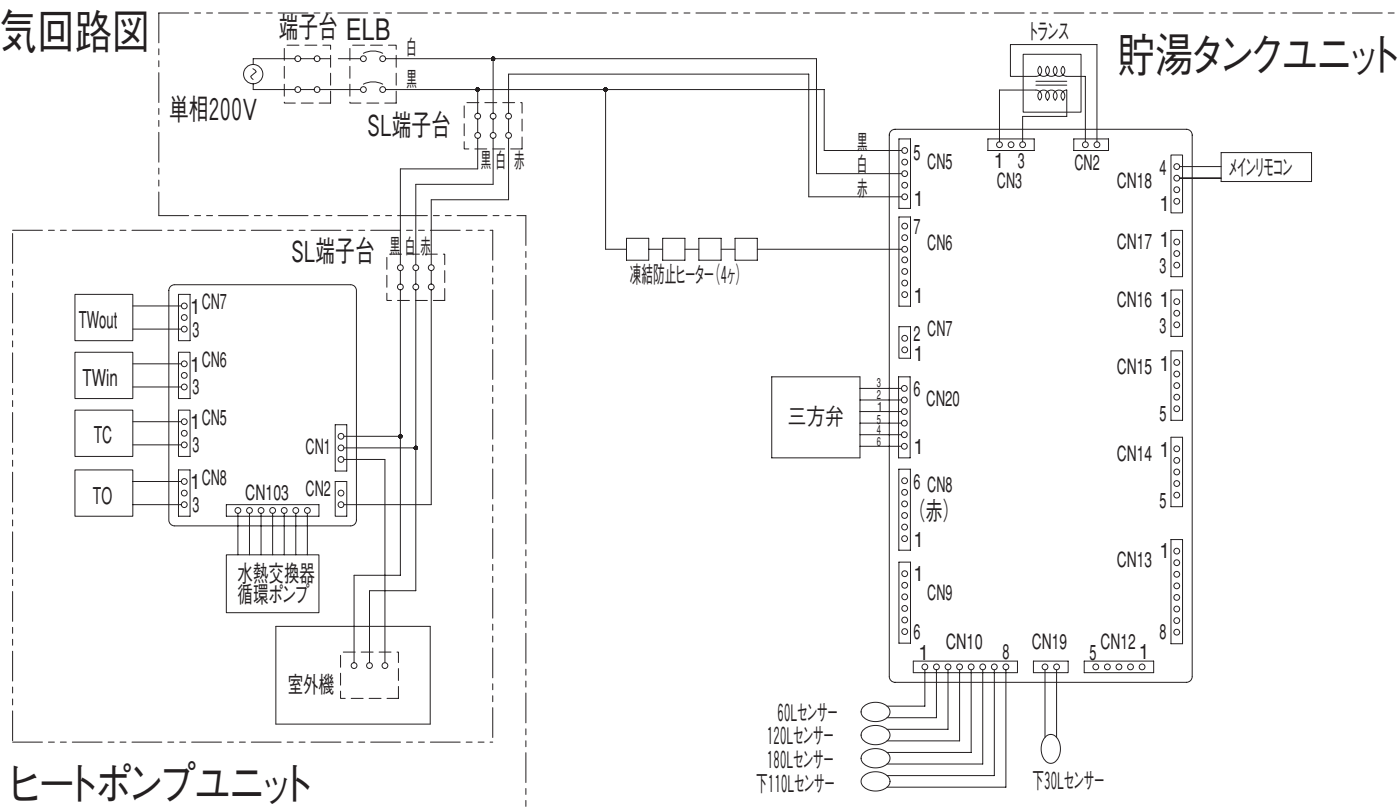 気回路図
端子台 ELB
白
黒
単相200V
SL端子台
黒 白 赤
トランス
貯湯タンクユニット
黒
白
赤
5
CN5
1
1 3
CN3
CN2
4
CN18
1
メインリモコン
7
CN6
1
凍結防止ヒーター(4ヶ)
CN17
1
3
CN16
1
3
2
CN7
1
CN15
1
5
三方弁
3
2
1
5
4
6
6
CN20
1
CN14
1
5
6
CN8
(赤)
1
CN13
1
8
1
CN9
6
CN10
1 8
CN19
CN12
5 1
60Lセンサー
120Lセンサー
180Lセンサー
下110Lセンサー
下30Lセンサー
SL端子台
黒 白 赤
TWout
1
CN7
3
TWin
1
CN6
3
TC
1
CN5
3
TO
1
CN8
3
CN1
CN2
CN103
水熱交換器
循環ポンプ
室外機
ヒートポンプユニット